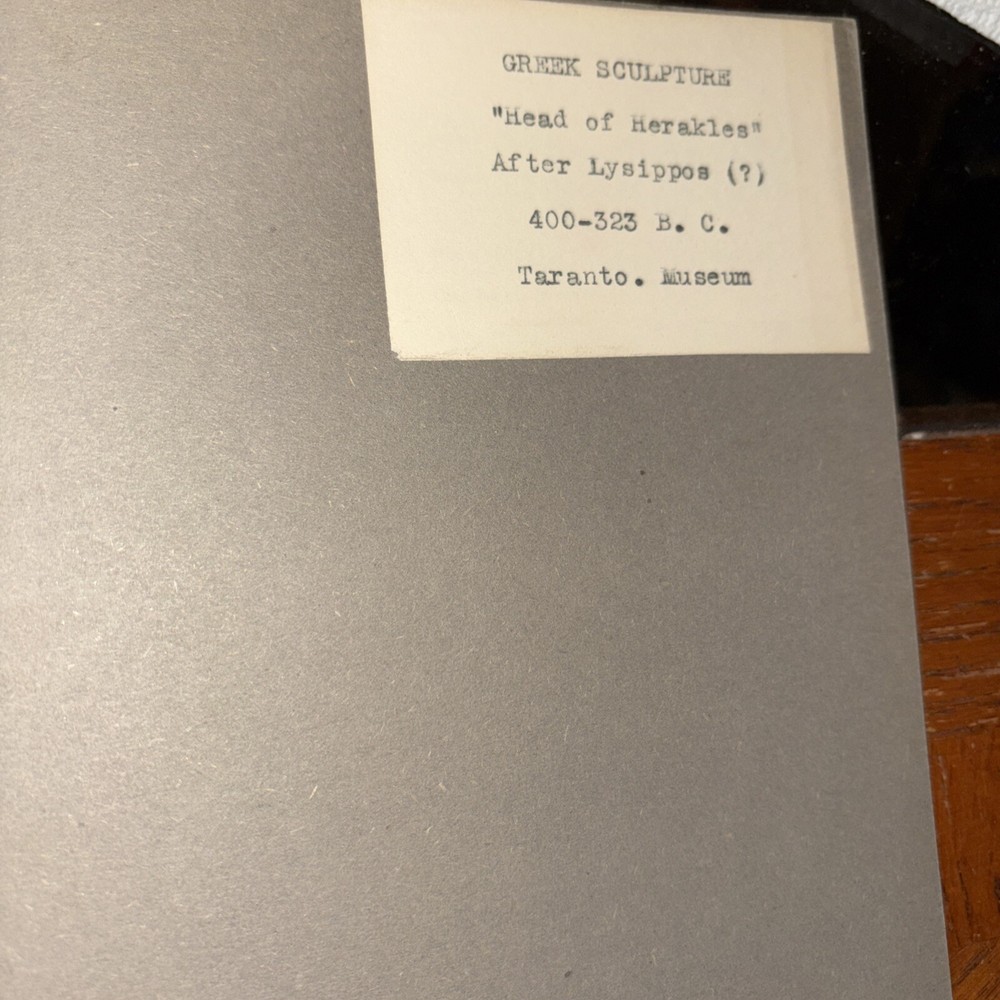 GREEK SCULPTURE
"Head of Herakles"
After Lysippos (?)
400-323 B. C.
Taranto. Museum